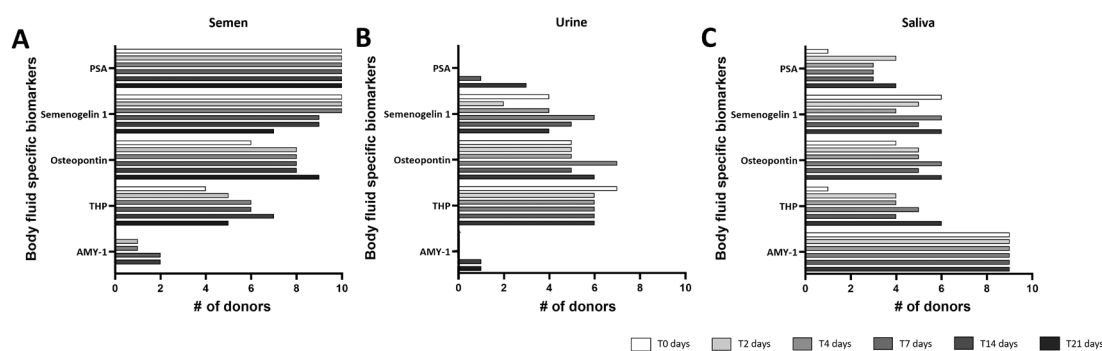 Semen
Urine
Saliva
A
B
C
Body fluid specific biomarkers
PSA
Semenogelin 1
Osteopontin
THP
AMY-1
0 2 4 6 8 10
# of donors
Body fluid specific biomarkers
PSA
Semenogelin 1
Osteopontin
THP
AMY-1
0 2 4 6 8 10
# of donors
Body fluid specific biomarkers
PSA
Semenogelin 1
Osteopontin
THP
AMY-1
0 2 4 6 8 10
# of donors
T0 days T2 days T4 days T7 days T14 days T21 days